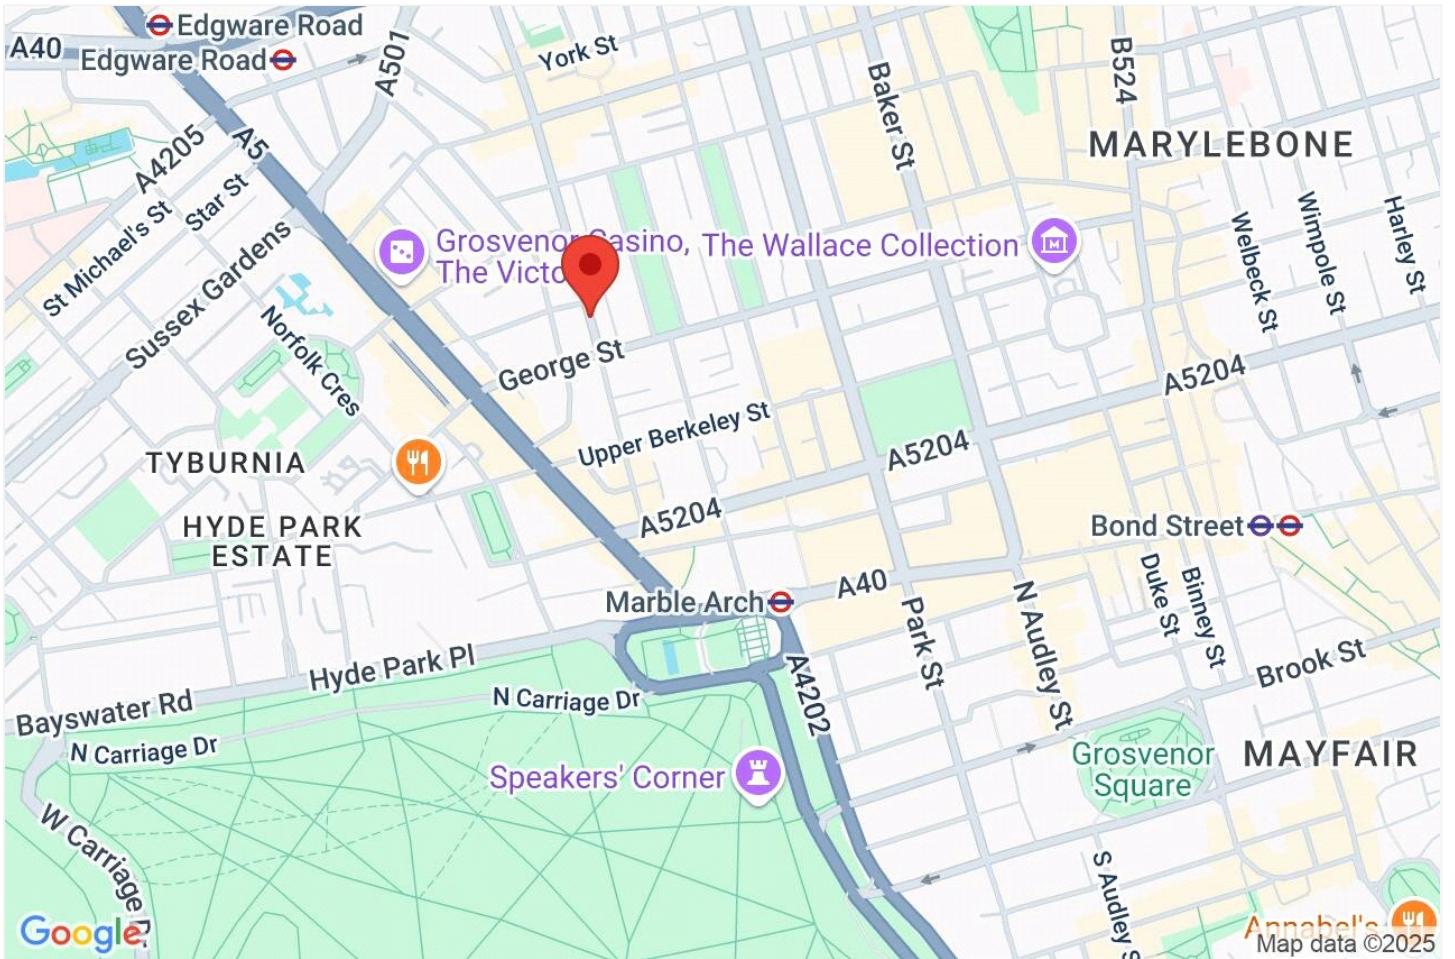 Edgware Road
A40
Edgware Road
A501
York St
B524
Baker St
MARYLEBONE
A4205
A5
Star St
St Michael's St
Sussex Gardens
Wimpole St
Harley St
Welbeck St
Grosvenor Casino,
The Victo
The Wallace Collection
Norfolk Cres
George St
A5204
Upper Berkeley St
A5204
TYBURNIA
A5204
HYDE PARK
ESTATE
Bond Street
Duke St
Binney St
Marble Arch
A40
Park St
N Audley St
Brook St
Hyde Park Pl
A4202
Bayswater Rd
N Carriage Dr
N Carriage Dr
Grosvenor
Square
MAYFAIR
Speakers' Corner
W Carriage Dr
S Audley S
Annabel's
Google
Map data ©2025